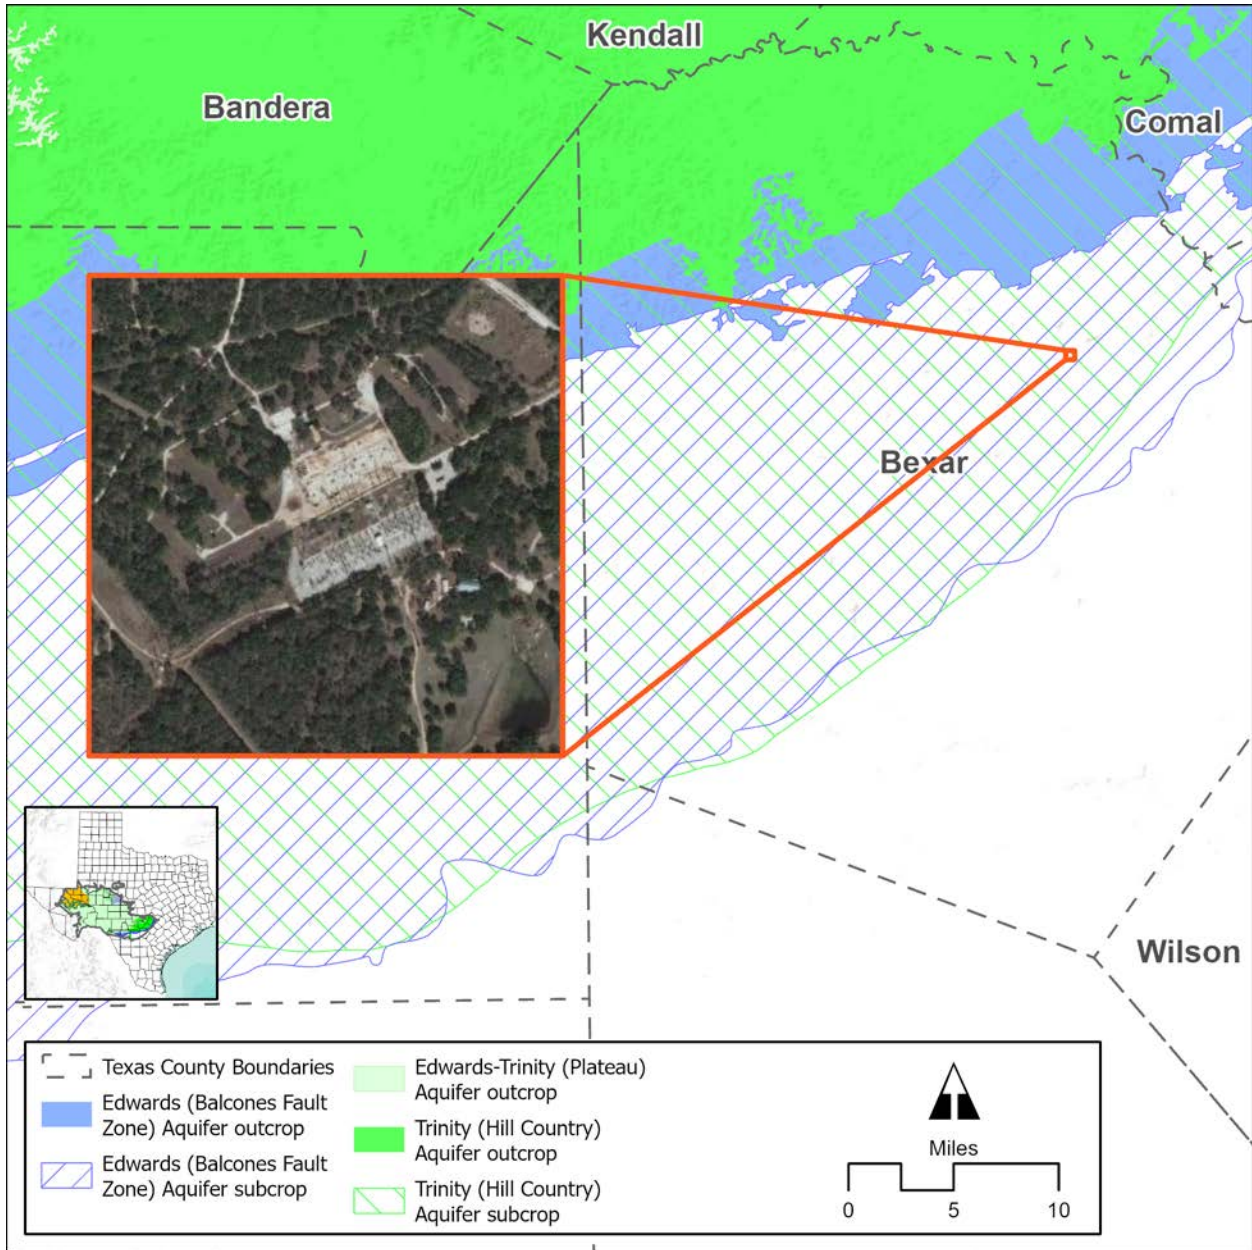 Kendall
Bandera
Comal
Bexar
Wilson
Texas County Boundaries
Edwards (Balcones Fault
Zone) Aquifer outcrop
Edwards (Balcones Fault
Zone) Aquifer subcrop
Edwards-Trinity (Plateau)
Aquifer outcrop
Trinity (Hill Country)
Aquifer outcrop
Trinity (Hill Country)
Aquifer subcrop
Miles
0 5 10